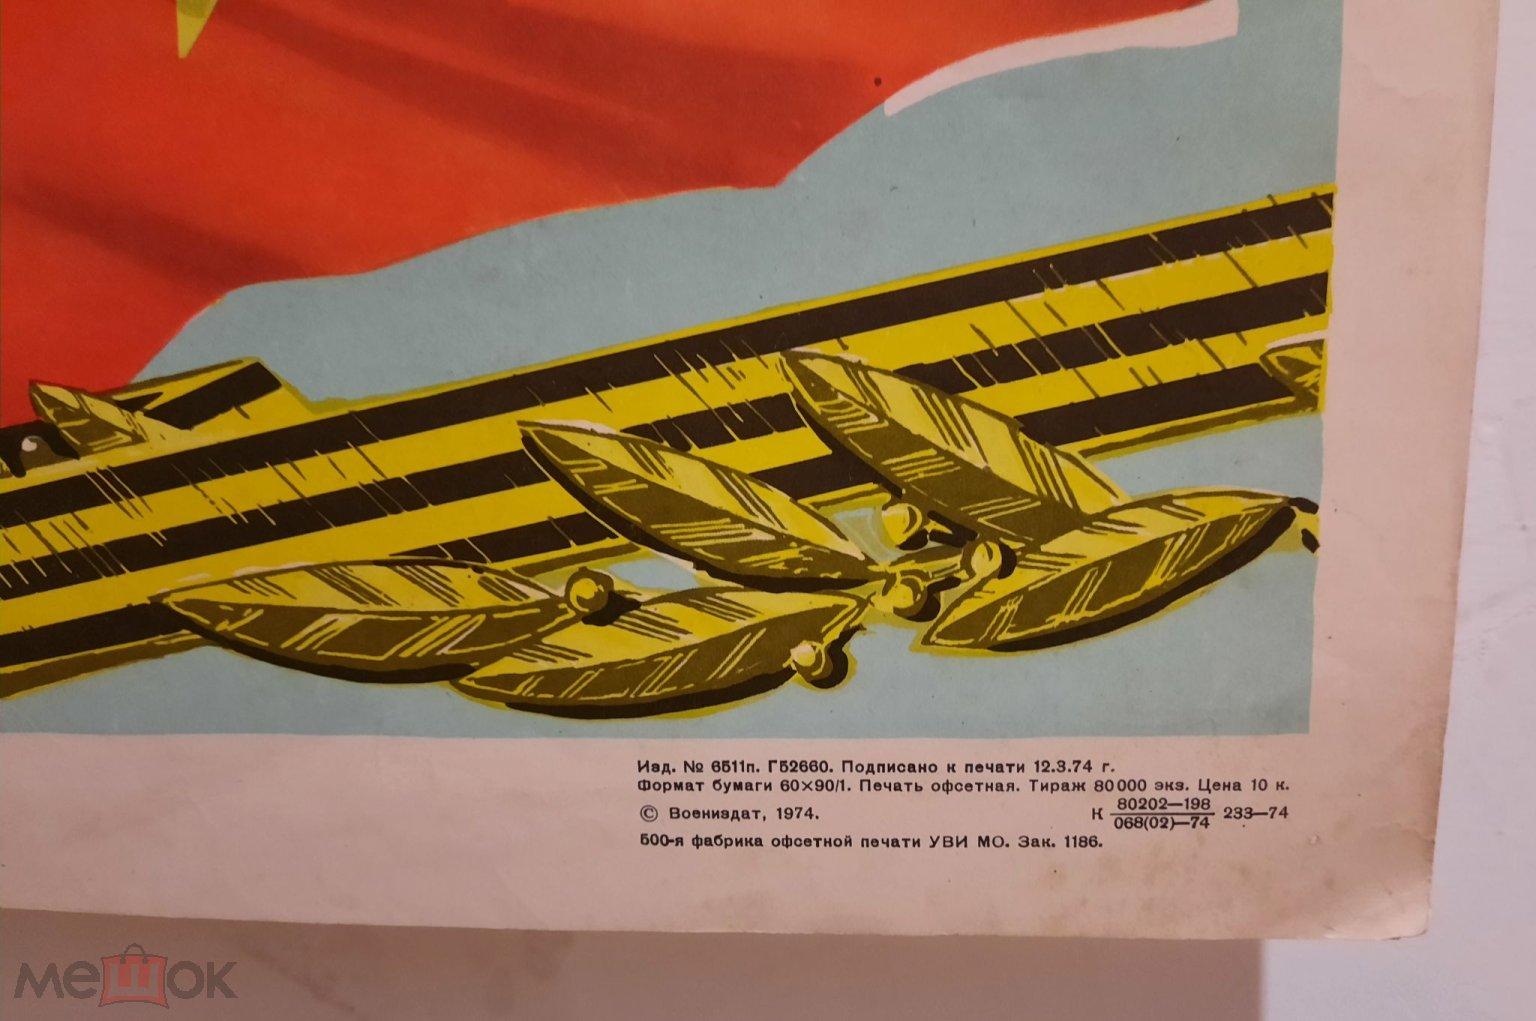 Изд. № 6511п. Г52660. Подписано к печати 12.3.74 г.
Формат бумаги 60×90/1. Печать офсетная. Тираж 80000 экз. Цена 10 к.
© Воениздат, 1974. К 80202—198 / 068(02)—74 233—74
500-я фабрика офсетной печати УВИ МО. Зак. 1186.
мешок